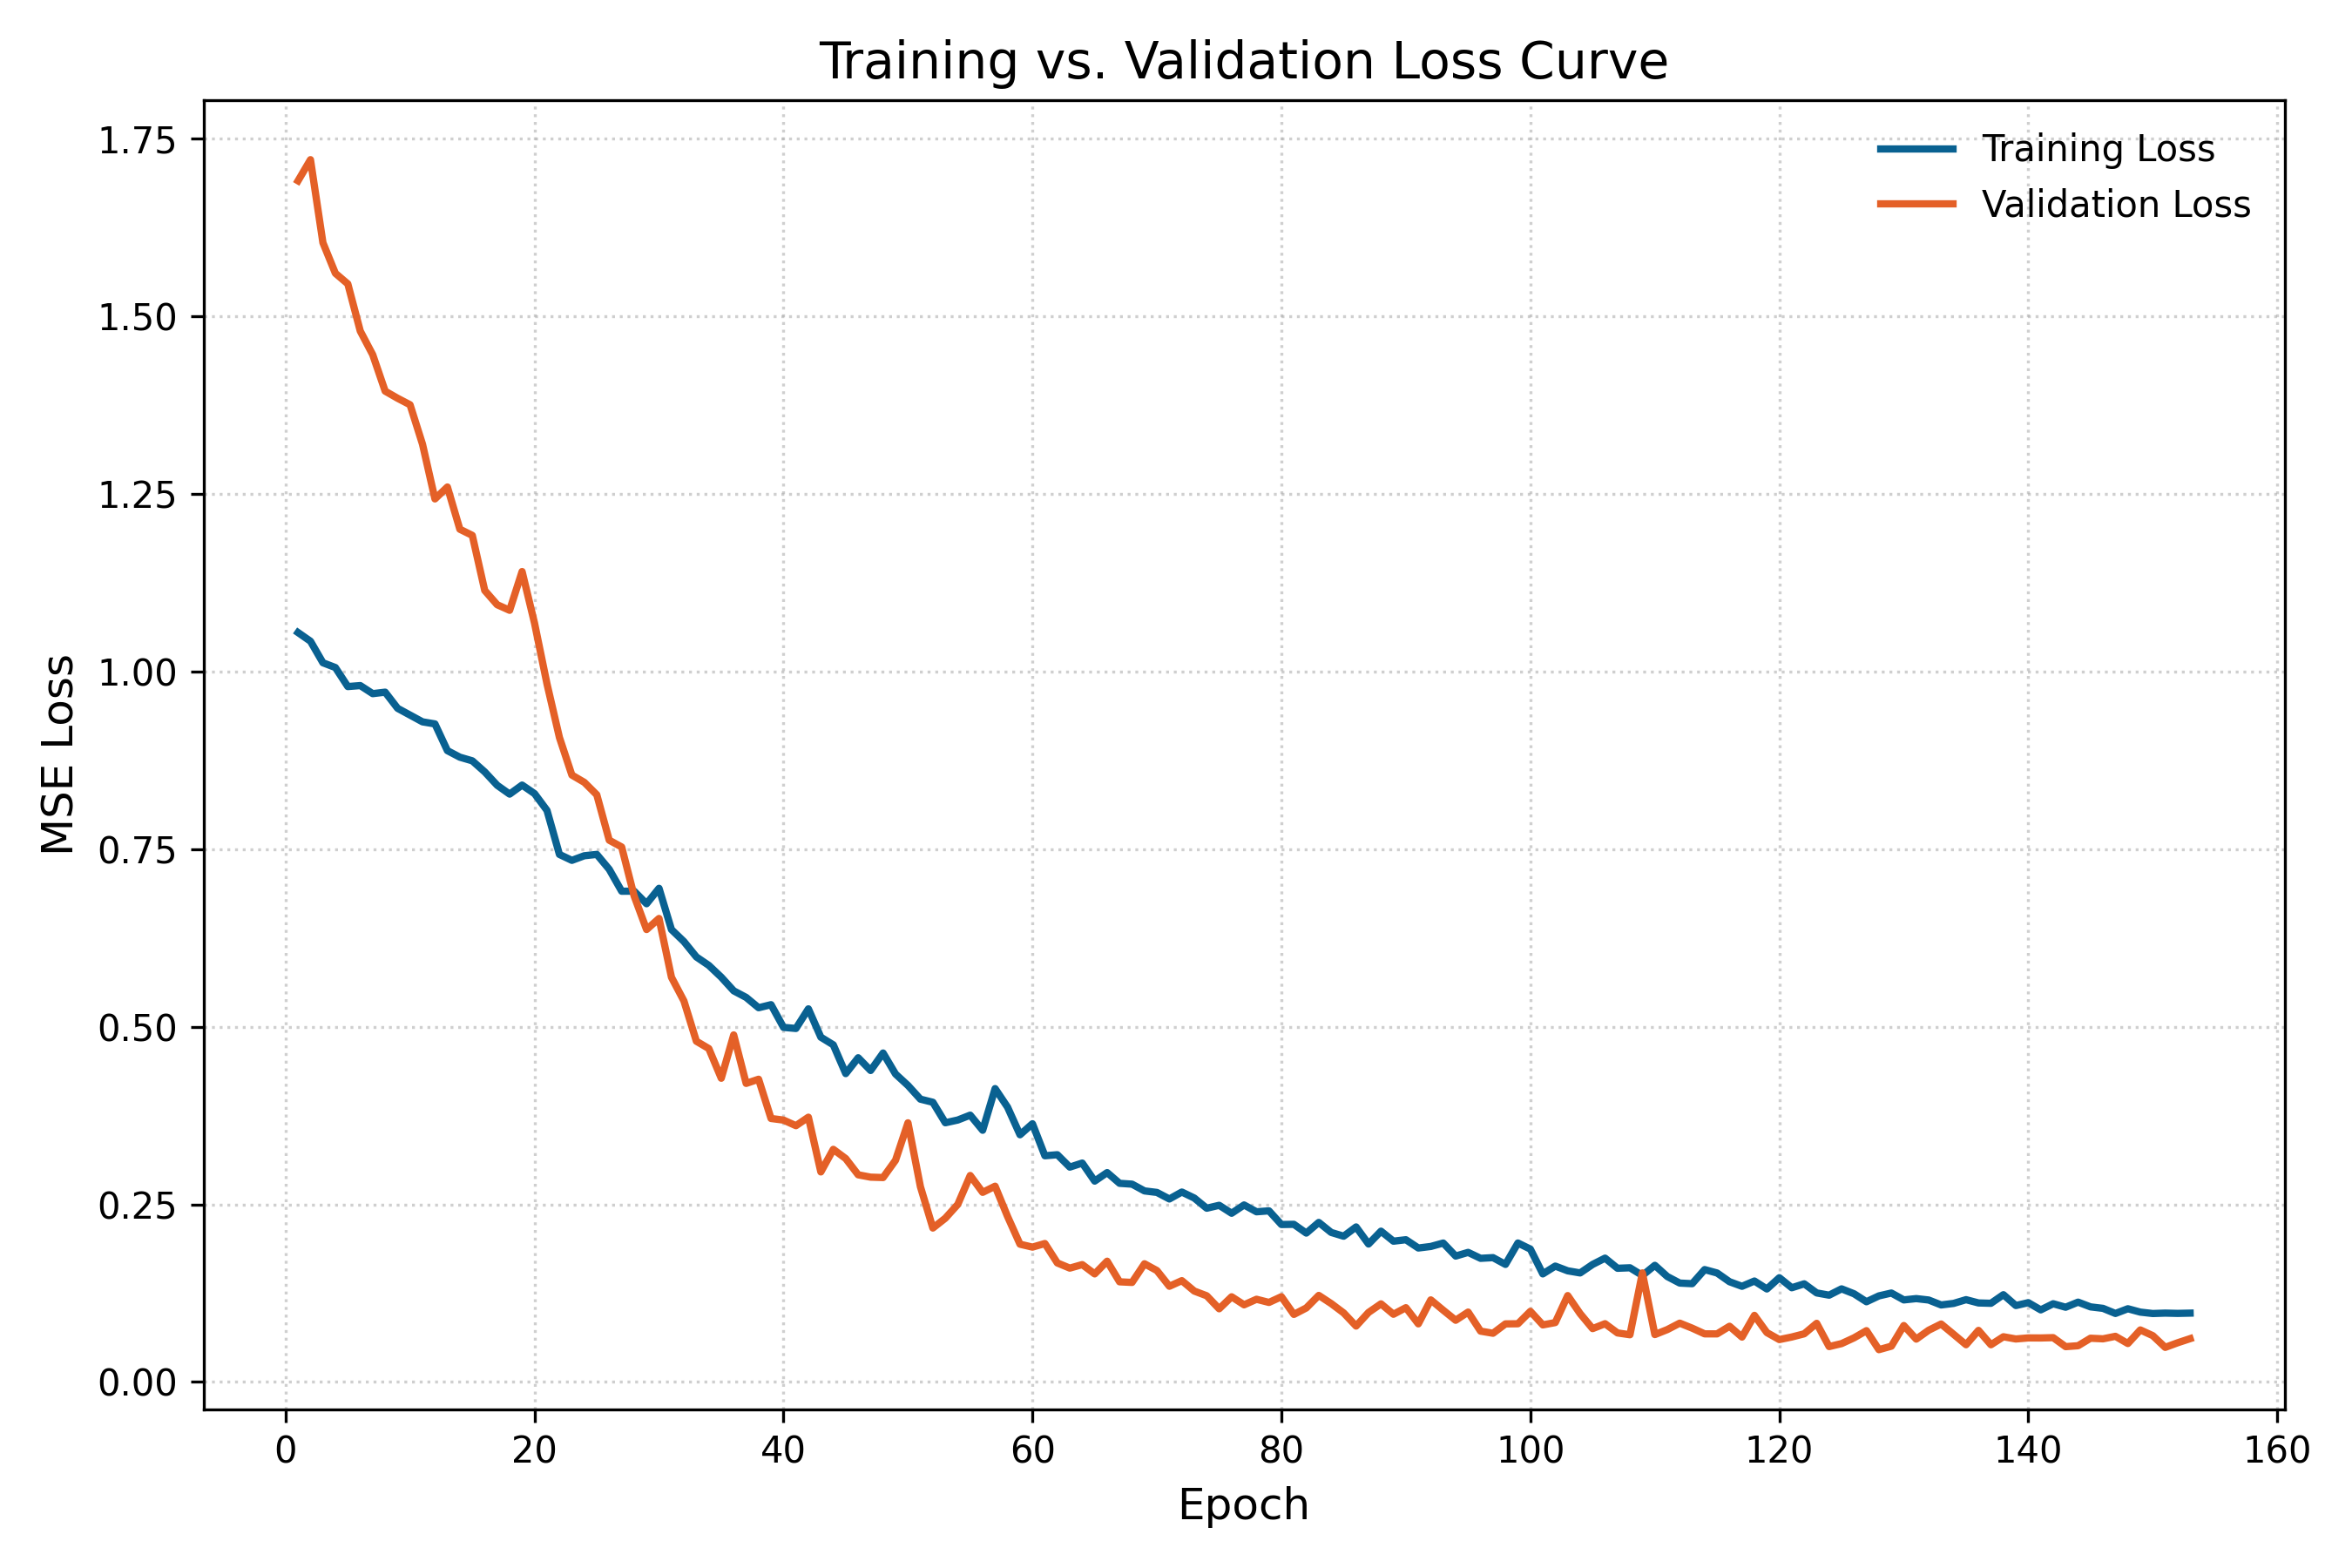 Training vs. Validation Loss Curve
Training Loss
Validation Loss
MSE Loss
1.75
1.50
1.25
1.00
0.75
0.50
0.25
0.00
0 20 40 60 80 100 120 140 160
Epoch